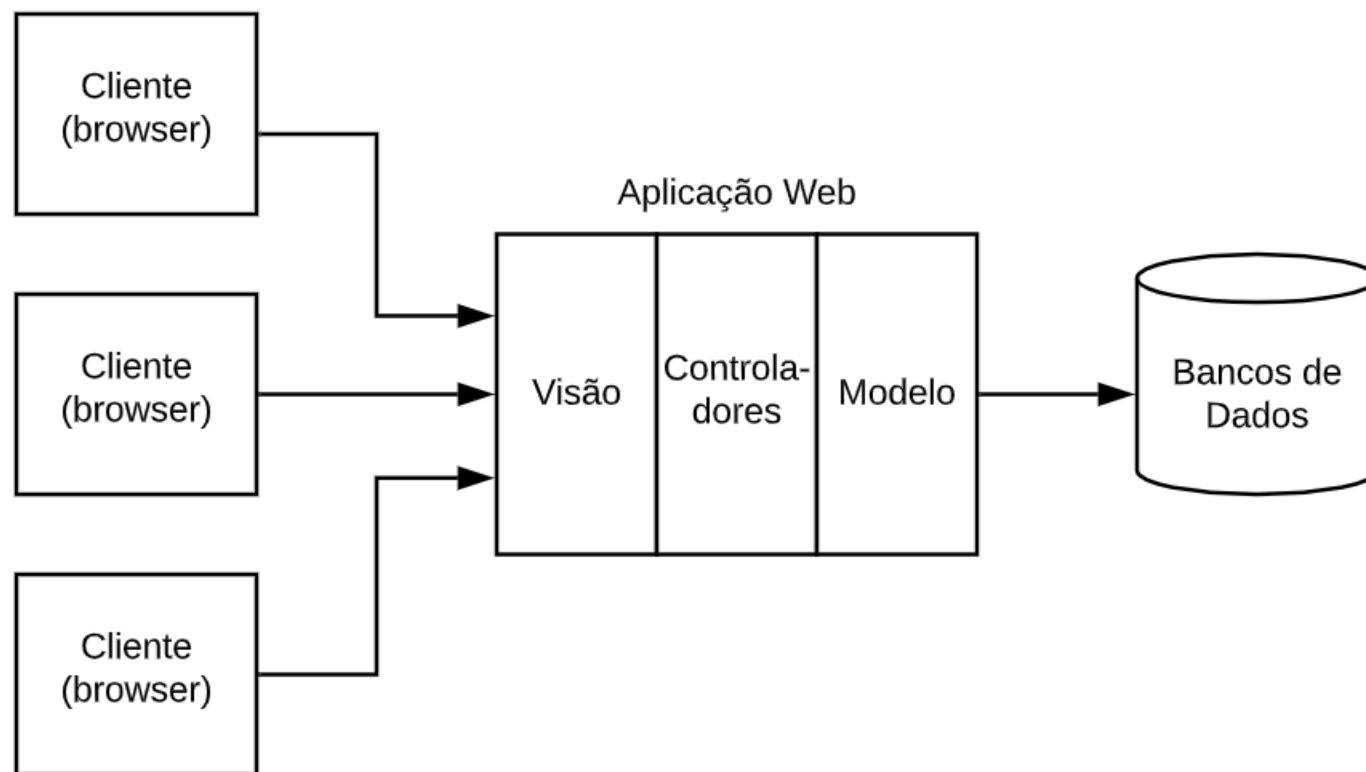 Cliente
(browser)
Aplicação Web
Cliente
(browser)
Visão
Controla-
dores
Modelo
Bancos de
Dados
Cliente
(browser)